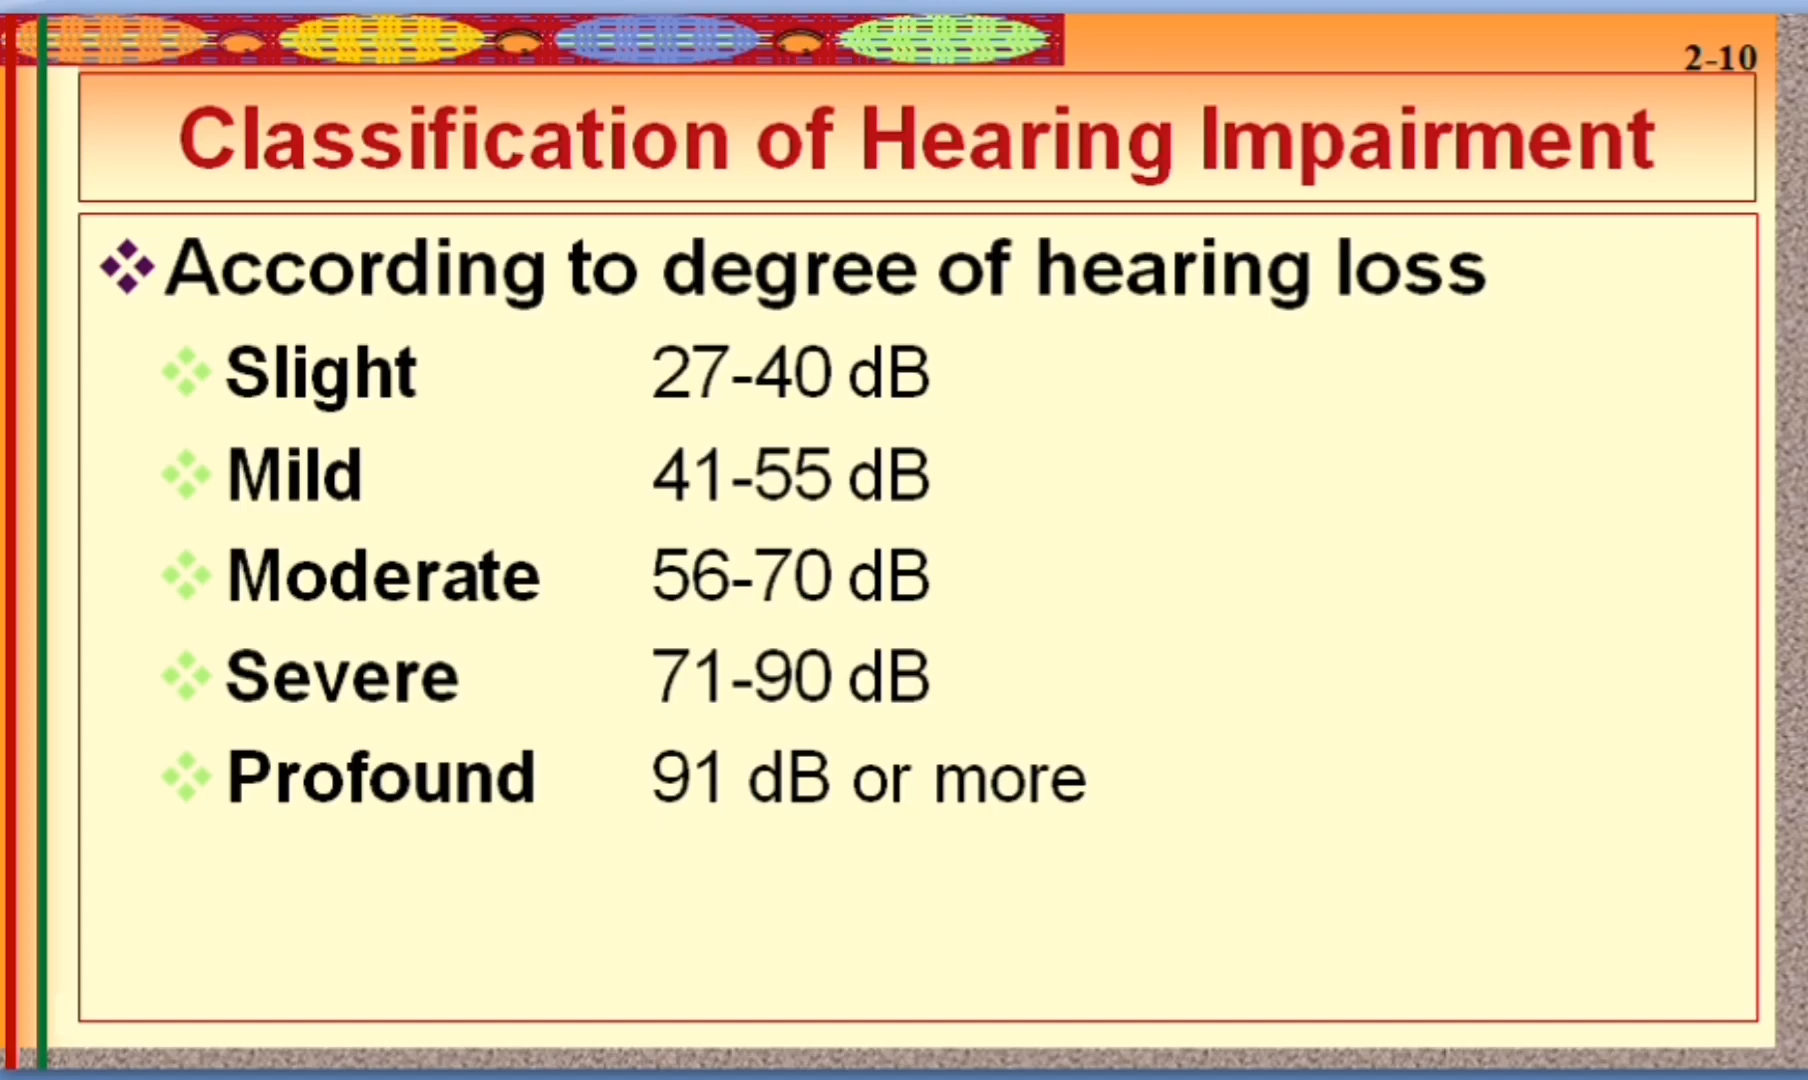 2-10
Classification of Hearing Impairment
According to degree of hearing loss
Slight 27-40 dB
Mild 41-55 dB
Moderate 56-70 dB
Severe 71-90 dB
Profound 91 dB or more